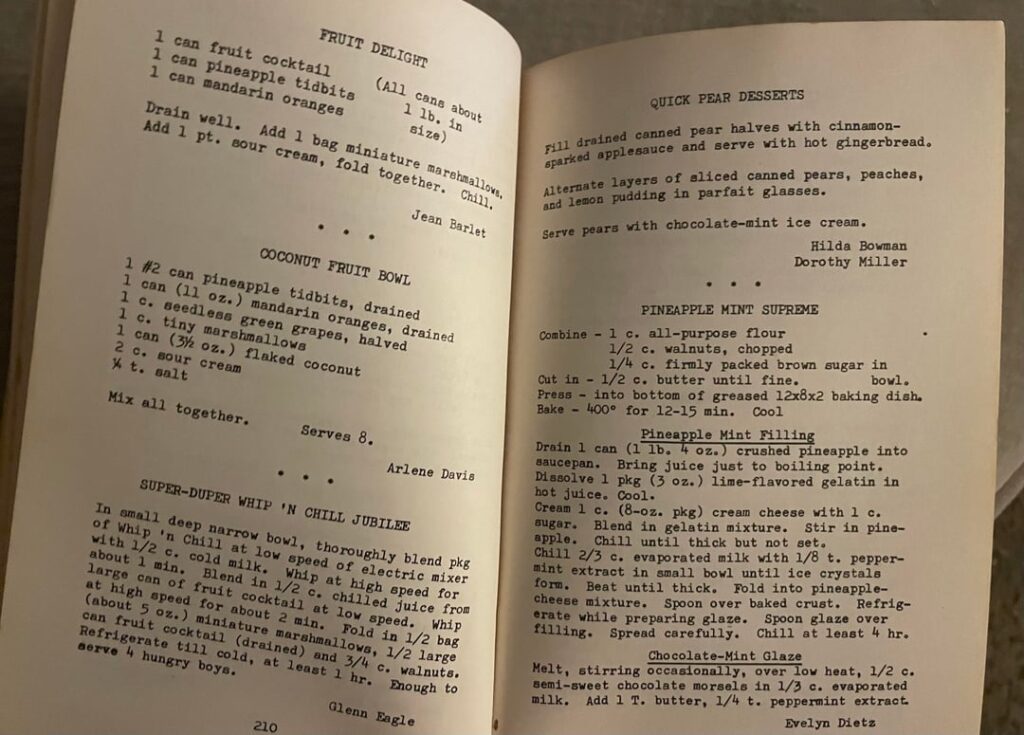 FRUIT DELIGHT
1 can fruit cocktail (All cans about
1 can pineapple tidbits 1 lb. in
1 can mandarin oranges size)
Drain well. Add 1 bag miniature marshmallows.
Add 1 pt. sour cream, fold together. Chill.
Jean Barlet
• • •
COCONUT FRUIT BOWL
1 #2 can pineapple tidbits, drained
1 can (11 oz.) mandarin oranges, drained
1 c. seedless green grapes, halved
1 c. tiny marshmallows
1 can (3½ oz.) flaked coconut
2 c. sour cream
¼ t. salt
Mix all together. Serves 8.
Arlene Davis
• • •
SUPER-DUPER WHIP 'N CHILL JUBILEE
In small deep narrow bowl, thoroughly blend pkg
of Whip 'n Chill at low speed of electric mixer
with 1/2 c. cold milk. Whip at high speed for
about 1 min. Blend in 1/2 c. chilled juice from
large can of fruit cocktail at low speed. Whip
at high speed for about 2 min. Fold in 1/2 bag
(about 5 oz.) miniature marshmallows, 1/2 large
can fruit cocktail (drained) and 3/4 c. walnuts.
Refrigerate till cold, at least 1 hr. Enough to
serve 4 hungry boys.
Glenn Eagle
210
QUICK PEAR DESSERTS
Fill drained canned pear halves with cinnamon-
sparked applesauce and serve with hot gingerbread.
Alternate layers of sliced canned pears, peaches,
and lemon pudding in parfait glasses.
Serve pears with chocolate-mint ice cream.
Hilda Bowman
Dorothy Miller
• • •
PINEAPPLE MINT SUPREME
Combine - 1 c. all-purpose flour
1/2 c. walnuts, chopped
1/4 c. firmly packed brown sugar in
Cut in - 1/2 c. butter until fine. bowl.
Press - into bottom of greased 12x8x2 baking dish.
Bake - 400° for 12-15 min. Cool
Pineapple Mint Filling
Drain 1 can (1 lb. 4 oz.) crushed pineapple into
saucepan. Bring juice just to boiling point.
Dissolve 1 pkg (3 oz.) lime-flavored gelatin in
hot juice. Cool.
Cream 1 c. (8-oz. pkg) cream cheese with 1 c.
sugar. Blend in gelatin mixture. Stir in pine-
apple. Chill until thick but not set.
Chill 2/3 c. evaporated milk with 1/8 t. pepper-
mint extract in small bowl until ice crystals
form. Beat until thick. Fold into pineapple-
cheese mixture. Spoon over baked crust. Refrig-
erate while preparing glaze. Spoon glaze over
filling. Spread carefully. Chill at least 4 hr.
Chocolate-Mint Glaze
Melt, stirring occasionally, over low heat, 1/2 c.
semi-sweet chocolate morsels in 1/3 c. evaporated
milk. Add 1 T. butter, 1/4 t. peppermint extract.
Evelyn Dietz